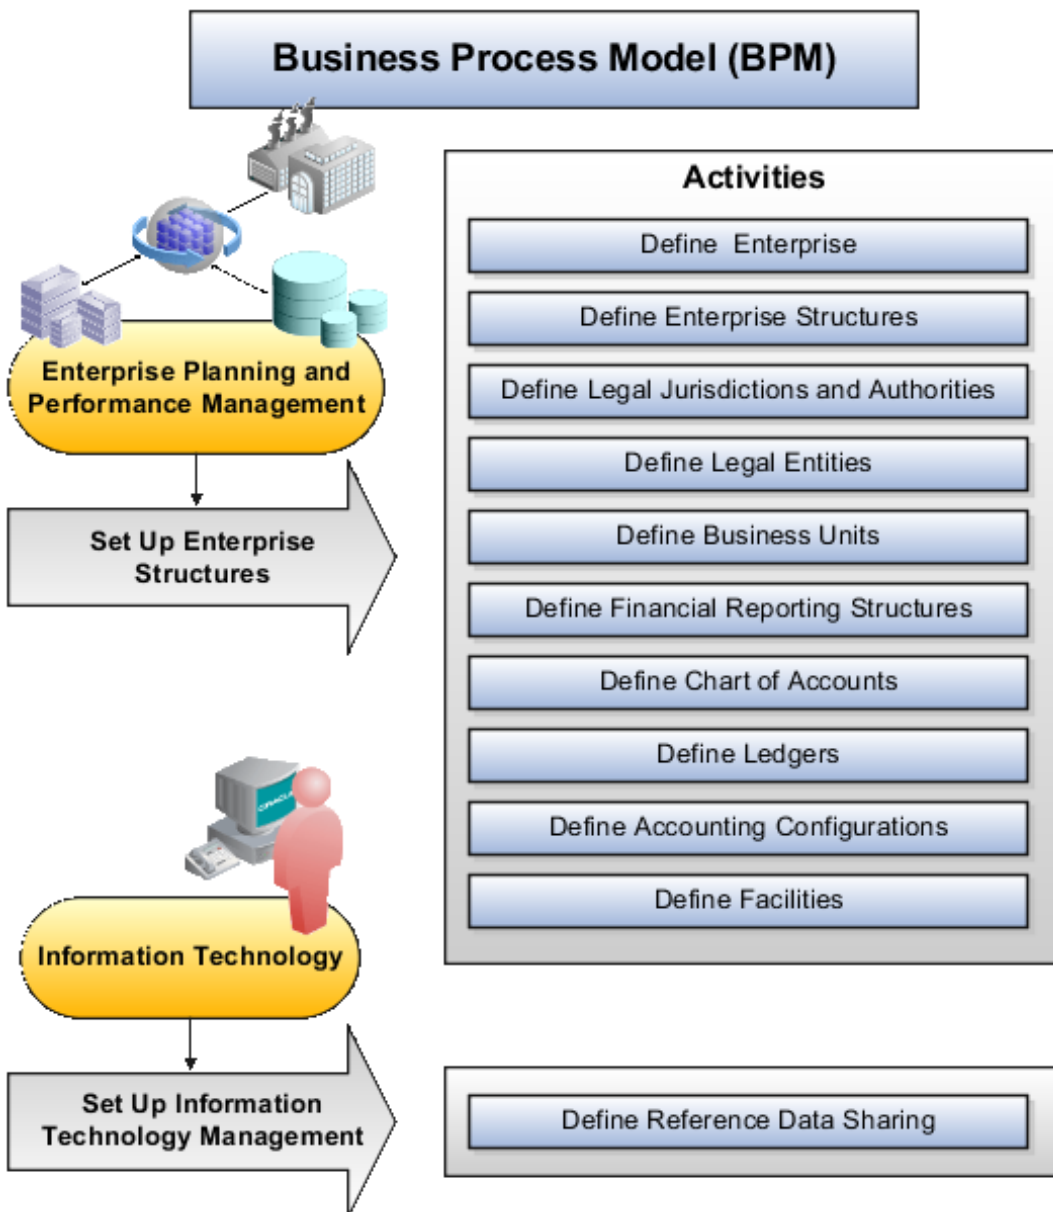 Business Process Model (BPM)
Activities
Define Enterprise
Define Enterprise Structures
Define Legal Jurisdictions and Authorities
Define Legal Entities
Define Business Units
Define Financial Reporting Structures
Define Chart of Accounts
Define Ledgers
Define Accounting Configurations
Define Facilities
Enterprise Planning and
Performance Management
Set Up Enterprise
Structures
Information Technology
Set Up Information
Technology Management
Define Reference Data Sharing